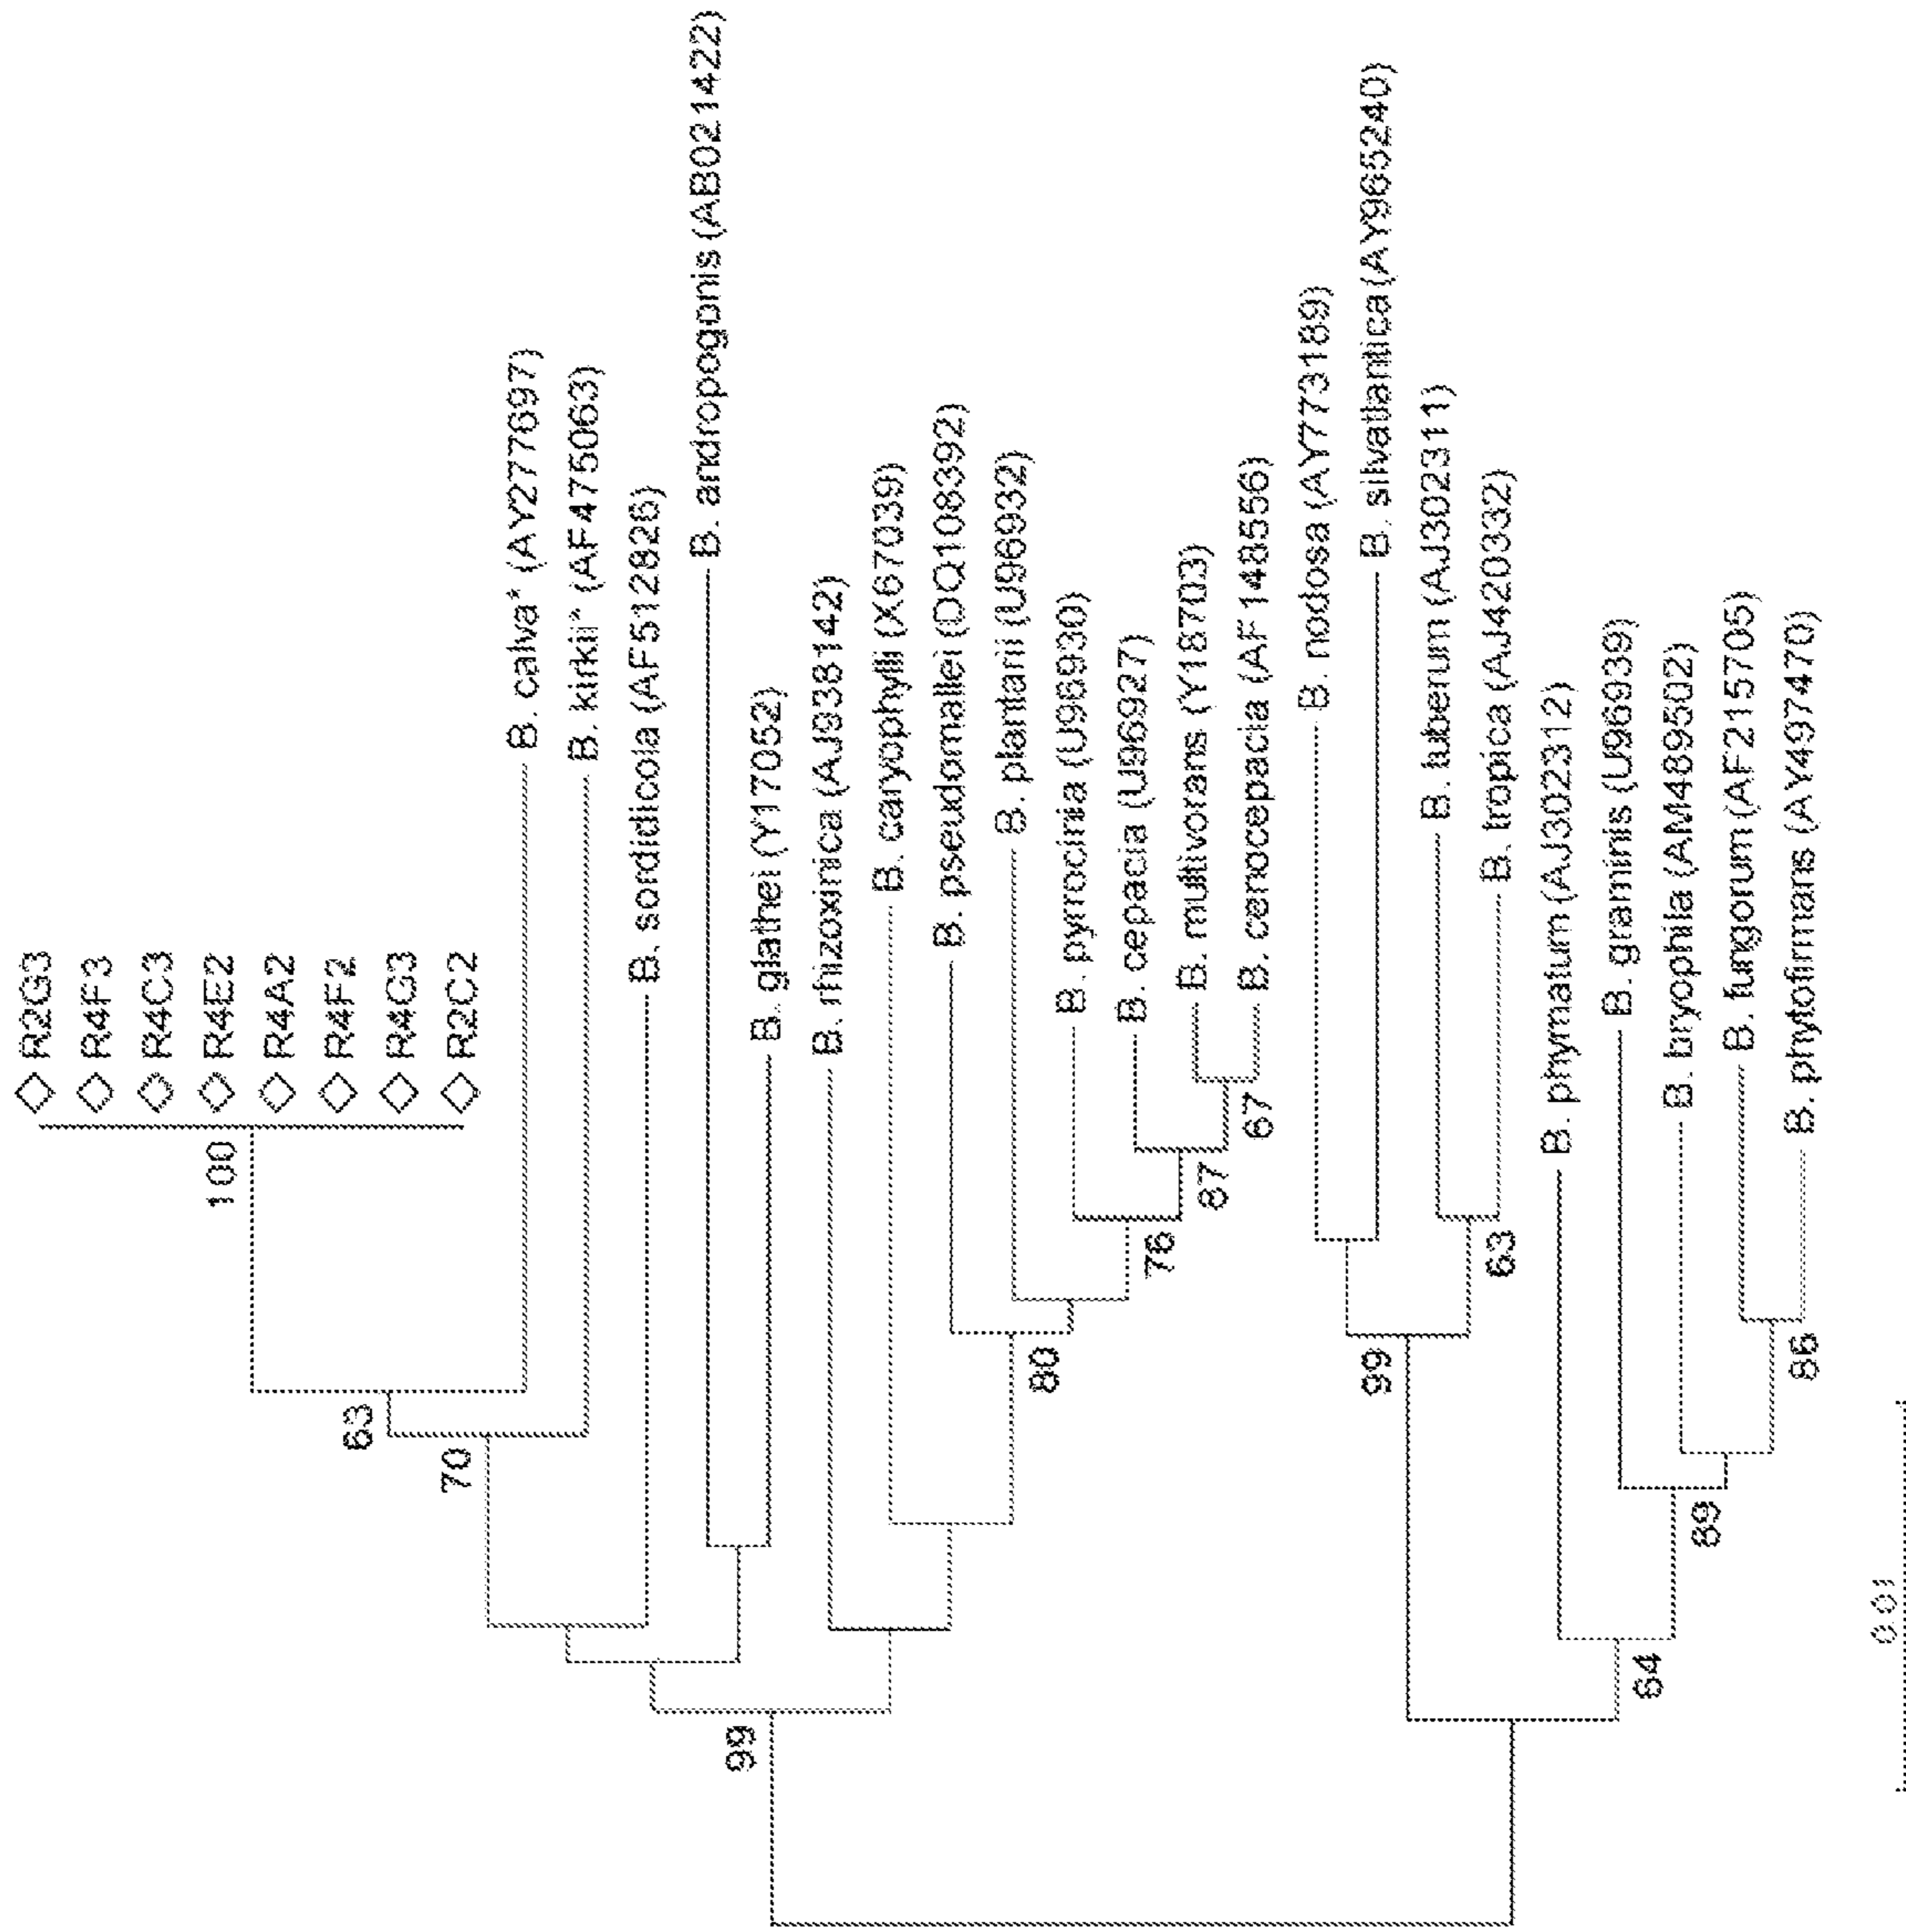 ◇ R2G3
◇ R4F3
◇ R4C3
◇ R4E2
◇ R4A2
◇ R4F2
◇ R4G3
◇ R2C2
100
B. calva* (AY277697)
63
B. kirkii* (AF475063)
70
B. sordidicola (AF512826)
B. andropogonis (AB021422)
B. glathei (Y17052)
99
B. rhizoxinica (AJ938142)
B. caryophylli (X67039)
B. pseudomallei (DQ108392)
80
B. plantarii (U96932)
B. pyrrocinia (U96930)
76
B. cepacia (U96927)
87
B. multivorans (Y18703)
B. cenocepacia (AF148556)
67
B. nodosa (AY773189)
B. silvatlantica (AY965240)
99
B. tuberum (AJ302311)
B. tropica (AJ420332)
63
B. phymatum (AJ302312)
64
B. graminis (U96939)
89
B. bryophila (AM489502)
B. fungorum (AF215705)
B. phytofirmans (AY497470)
86
0.01